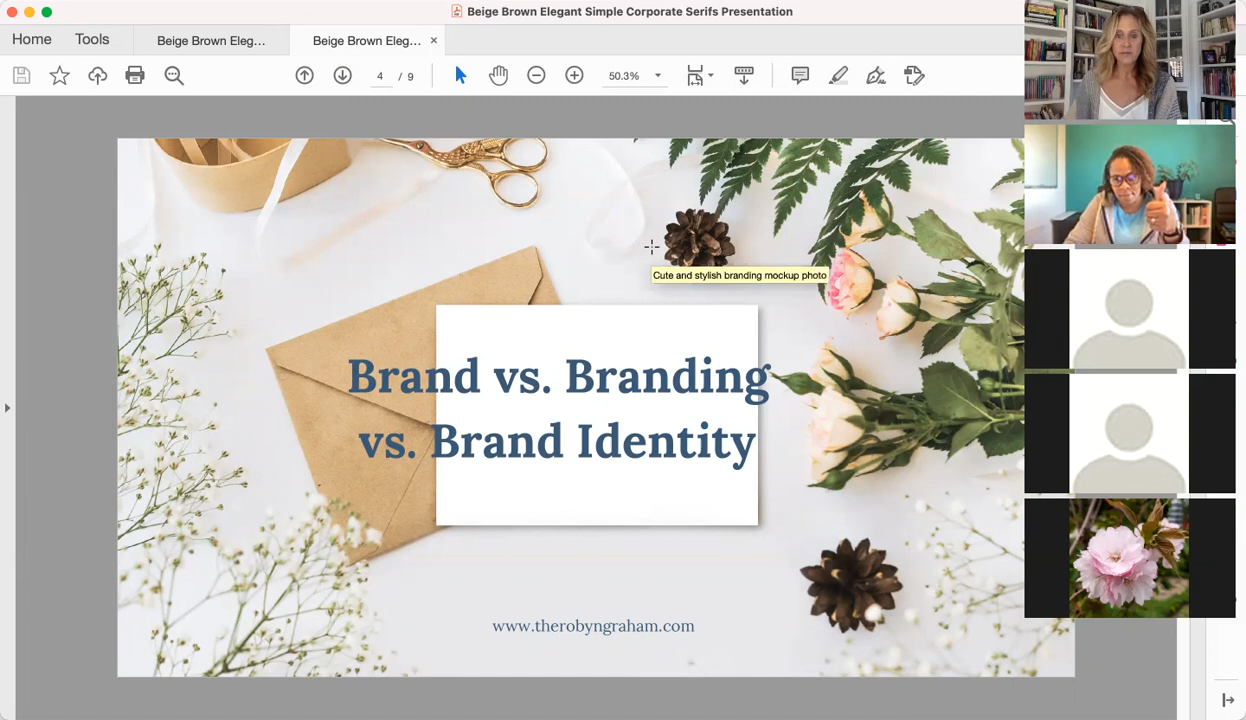 Beige Brown Elegant Simple Corporate Serifs Presentation
Home
Tools
Beige Brown Eleg...
Beige Brown Eleg...
×
4 / 9
50.3%
Cute and stylish branding mockup photo
Brand vs. Branding
vs. Brand Identity
www.therobyngraham.com